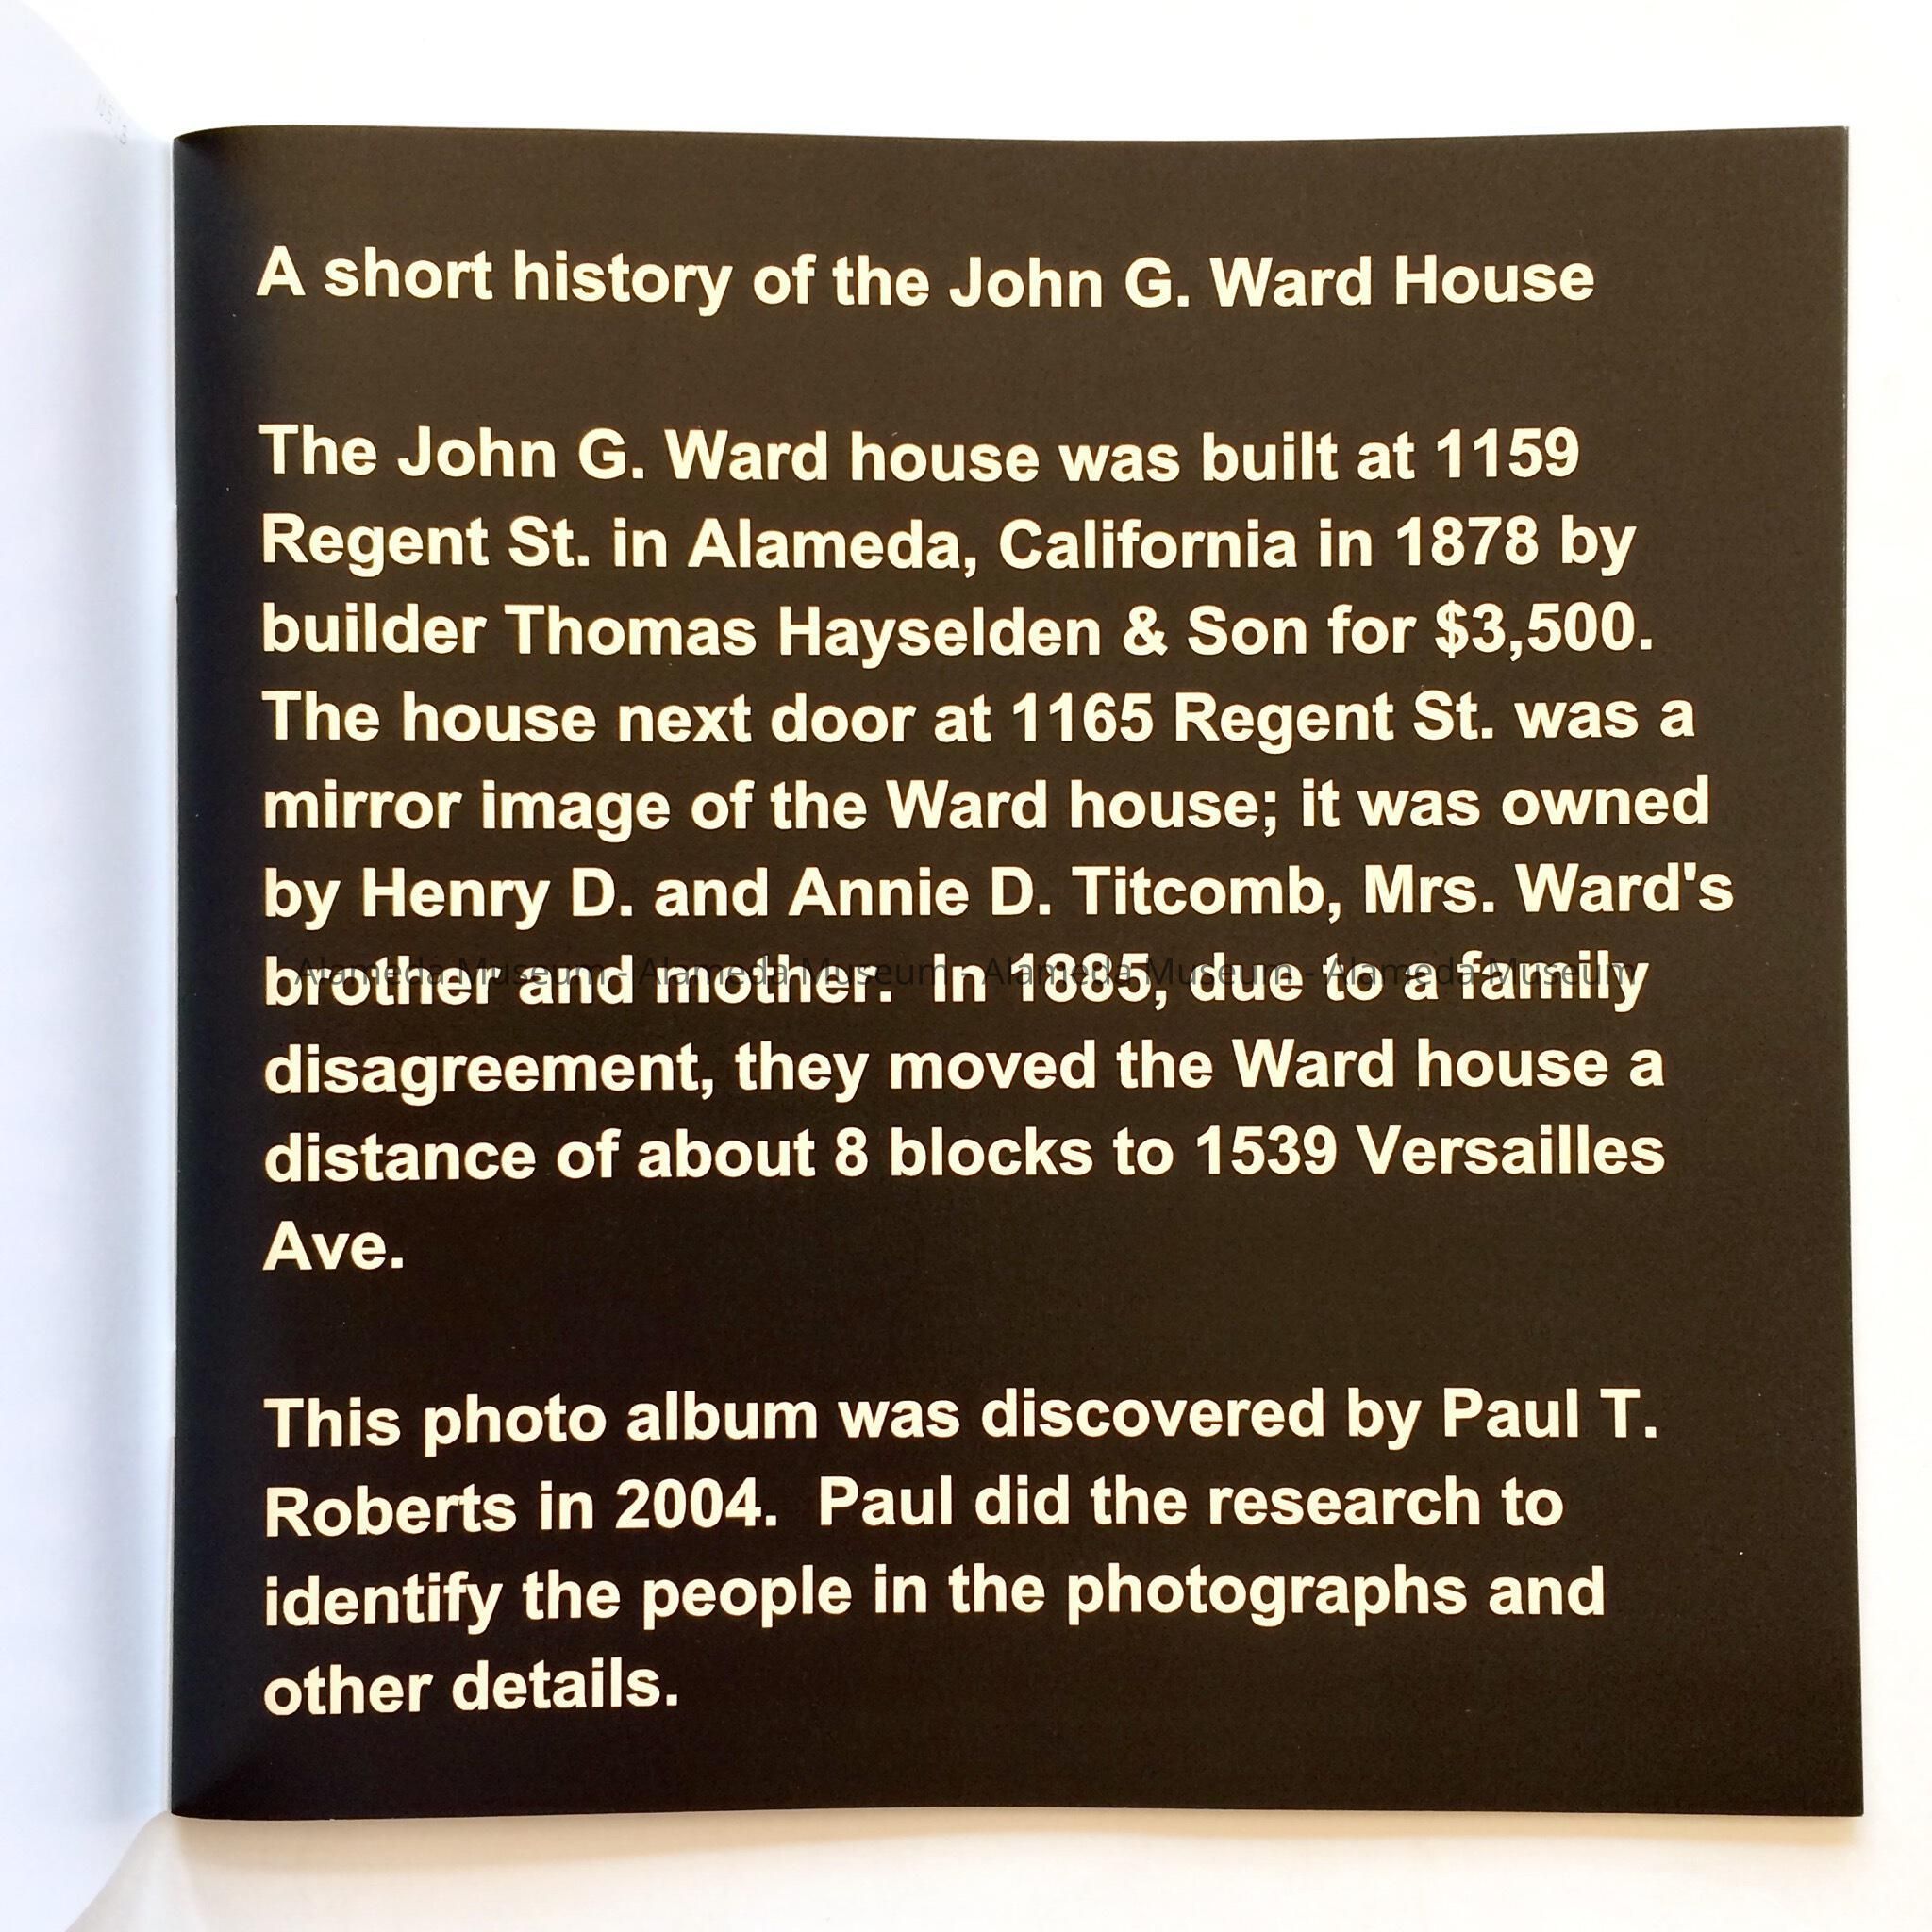 A short history of the John G. Ward House
The John G. Ward house was built at 1159
Regent St. in Alameda, California in 1878 by
builder Thomas Hayselden & Son for $3,500.
The house next door at 1165 Regent St. was a
mirror image of the Ward house; it was owned
by Henry D. and Annie D. Titcomb, Mrs. Ward's
brother and mother.  In 1885, due to a family
Alameda Museum - Alameda Museum - Alameda Museum - Alameda Museum
disagreement, they moved the Ward house a
distance of about 8 blocks to 1539 Versailles
Ave.
This photo album was discovered by Paul T.
Roberts in 2004.  Paul did the research to
identify the people in the photographs and
other details.